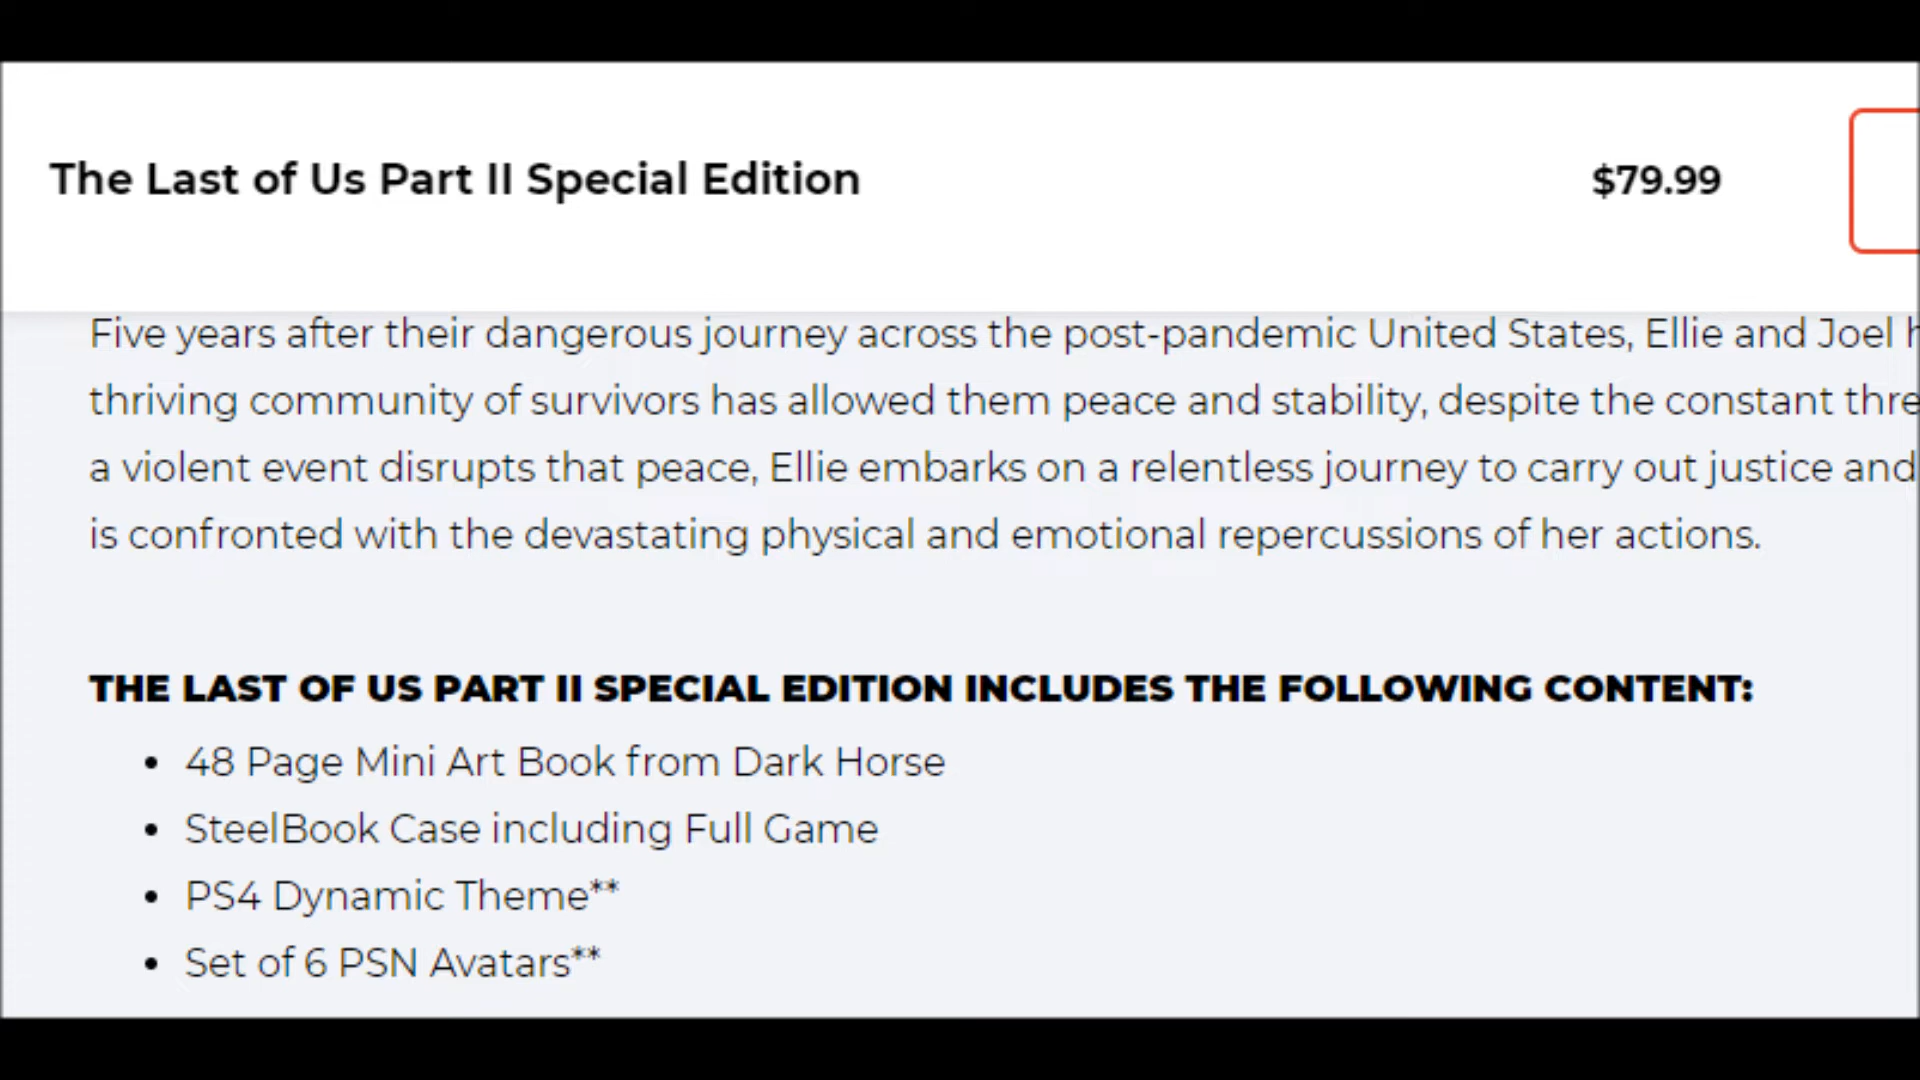 The Last of Us Part II Special Edition $79.99
Five years after their dangerous journey across the post-pandemic United States, Ellie and Joel
thriving community of survivors has allowed them peace and stability, despite the constant
a violent event disrupts that peace, Ellie embarks on a relentless journey to carry out justice and
is confronted with the devastating physical and emotional repercussions of her actions.
THE LAST OF US PART II SPECIAL EDITION INCLUDES THE FOLLOWING CONTENT:
• 48 Page Mini Art Book from Dark Horse
• SteelBook Case including Full Game
• PS4 Dynamic Theme**
• Set of 6 PSN Avatars**